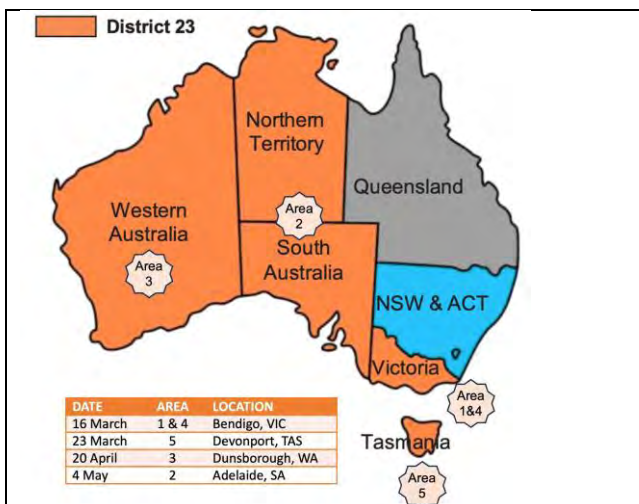 District 23
Northern
Territory
Queensland
Western
Australia
Area
2
South
Australia
Area
3
NSW & ACT
Victoria
Area
1&4
Tasmania
Area
5
DATE AREA LOCATION
16 March 1 & 4 Bendigo, VIC
23 March 5 Devonport, TAS
20 April 3 Dunsborough, WA
4 May 2 Adelaide, SA